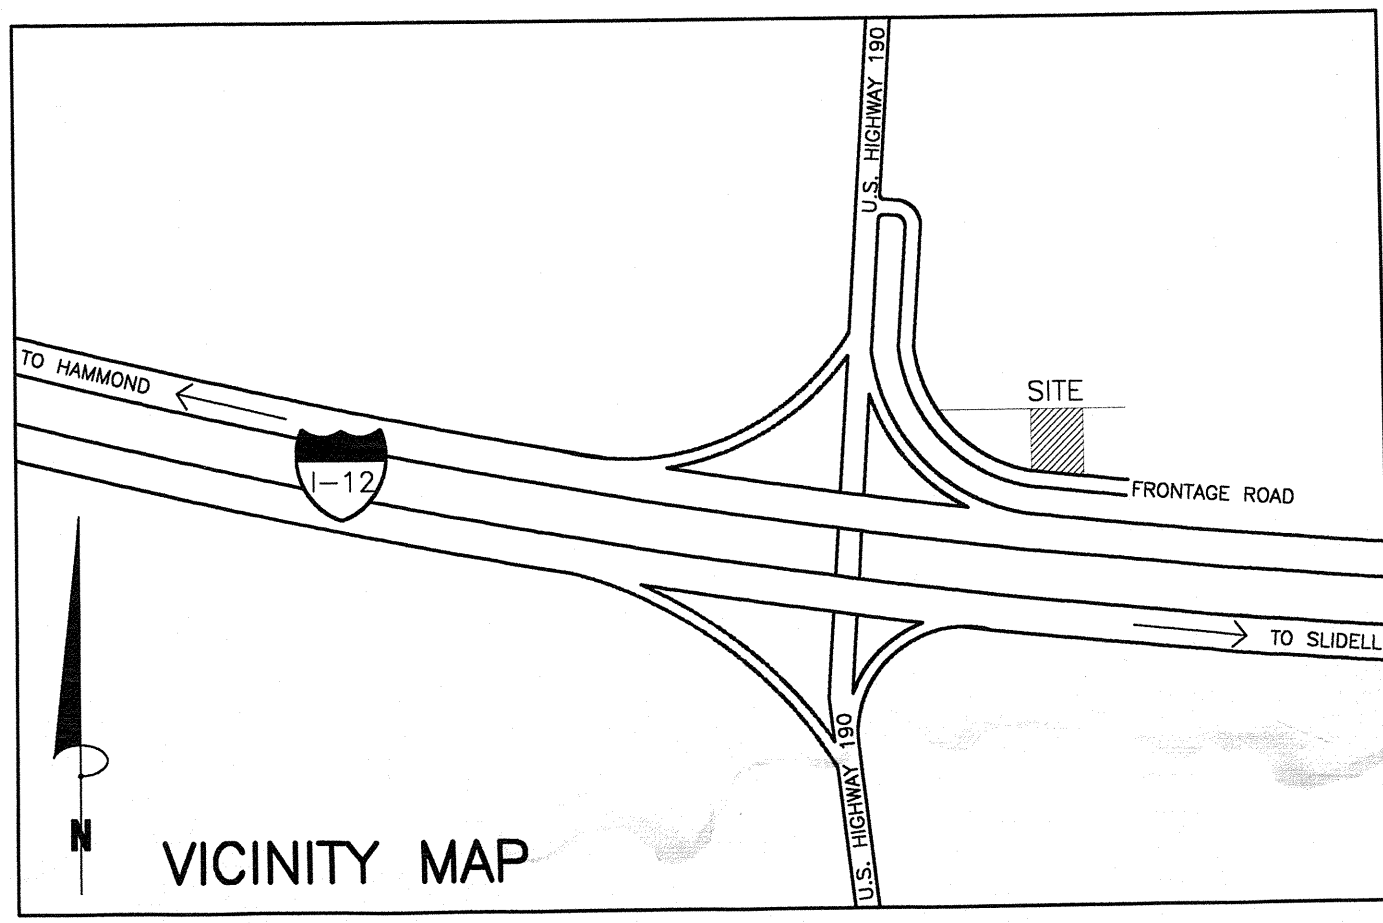 U.S. HIGHWAY 190
TO HAMMOND
SITE
I-12
FRONTAGE ROAD
TO SLIDELL
U.S. HIGHWAY 190
N
VICINITY MAP